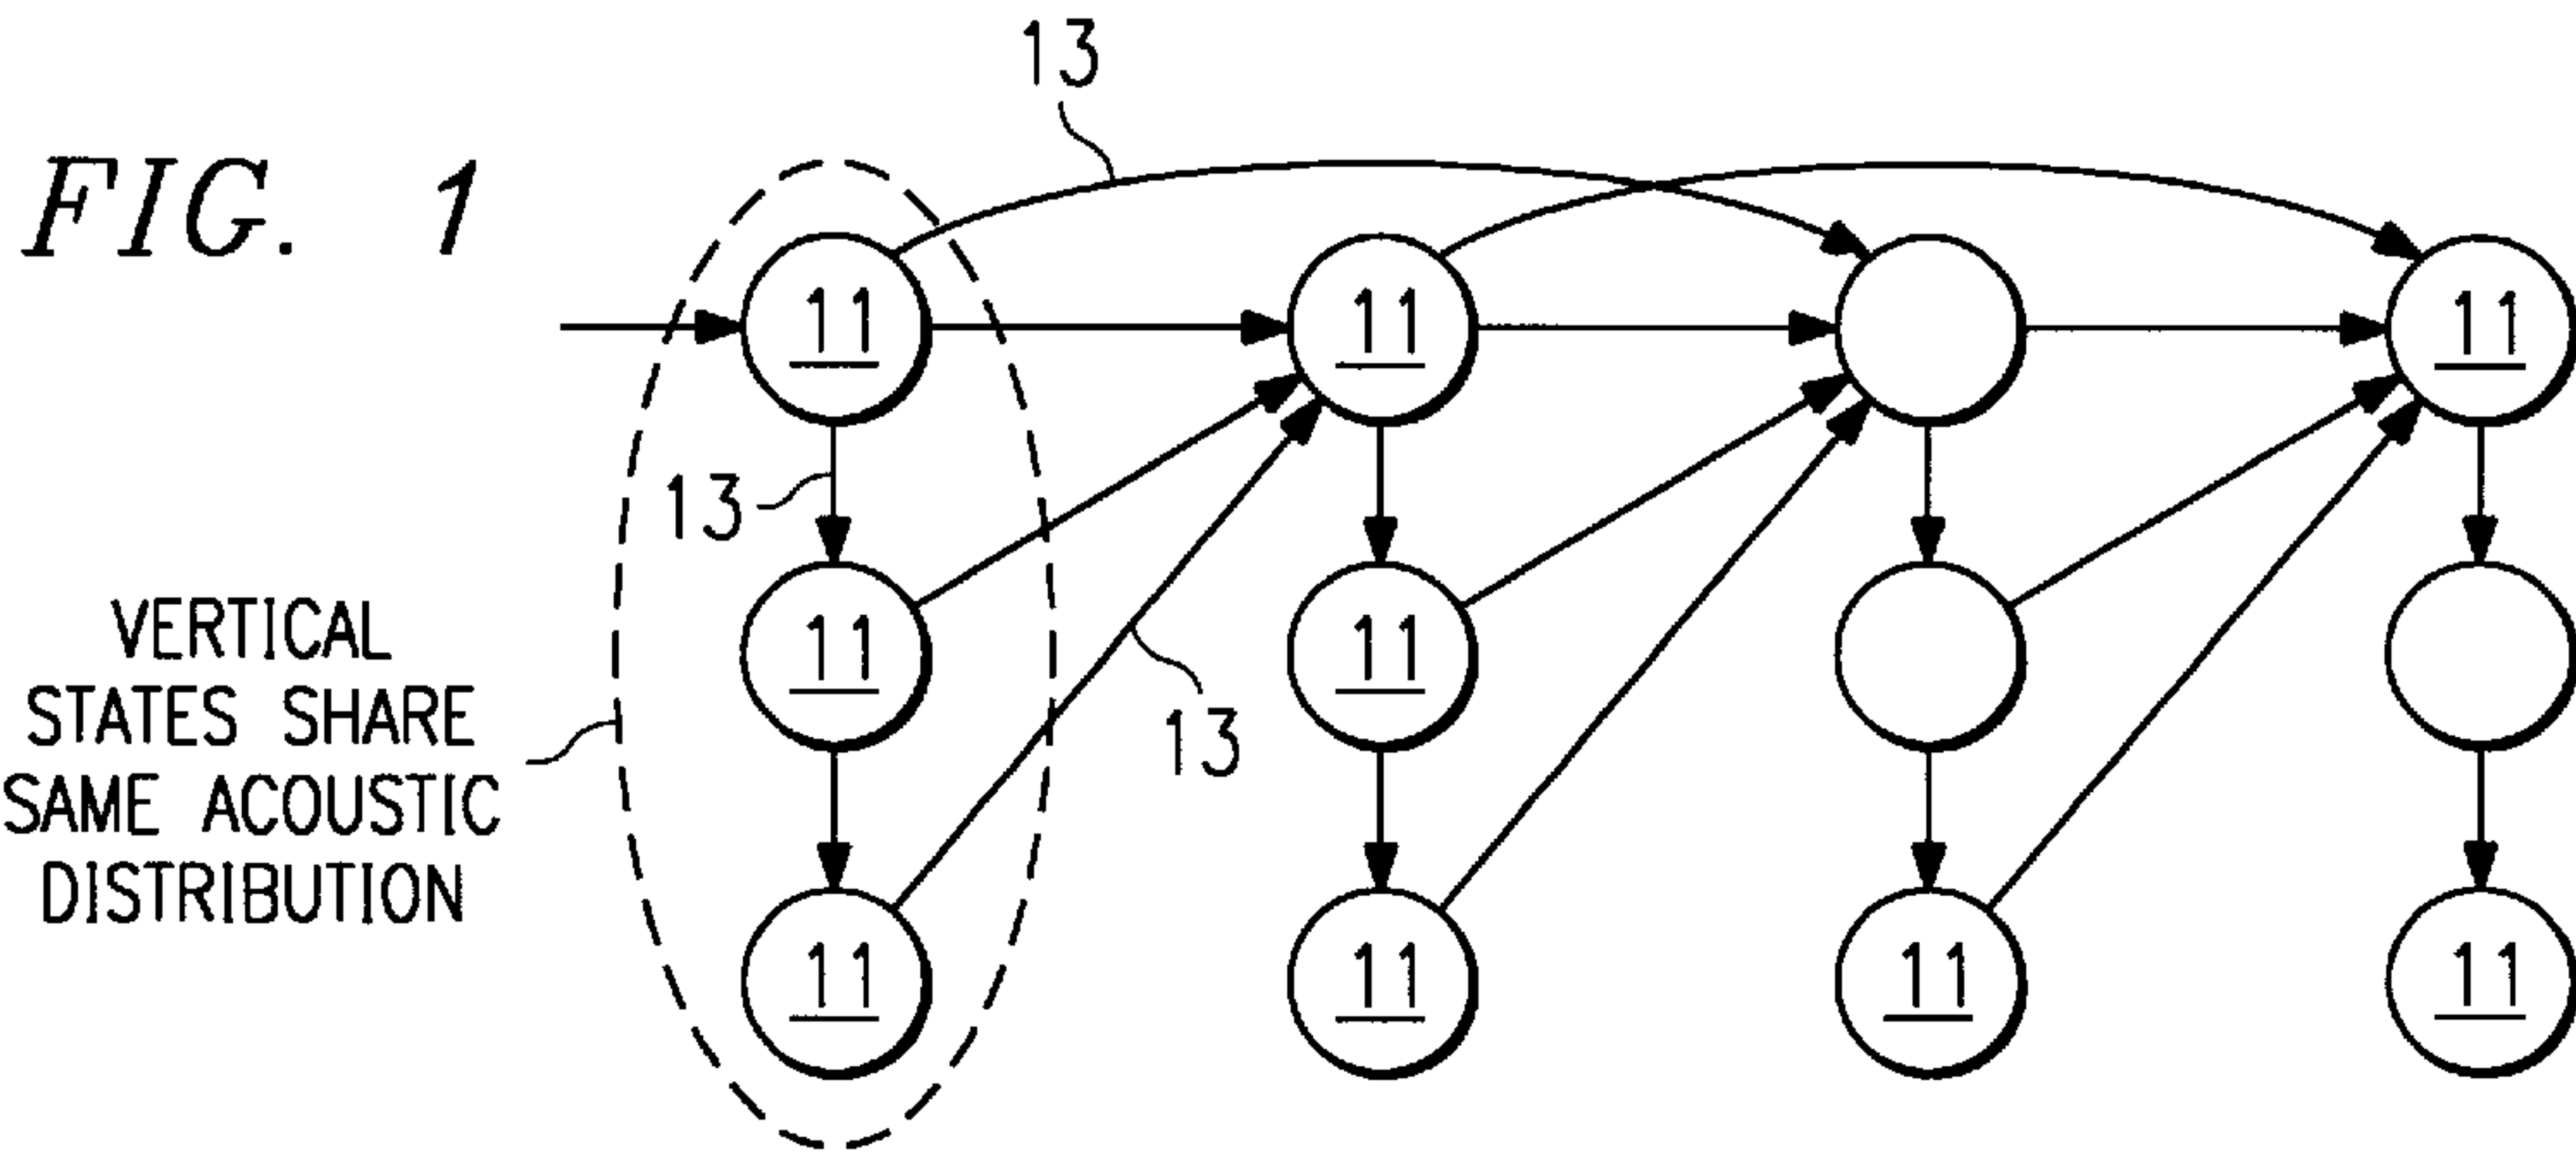 13
FIG. 1
11 11 11
13
11 11
VERTICAL
STATES SHARE
SAME ACOUSTIC
DISTRIBUTION
13
11 11 11 11